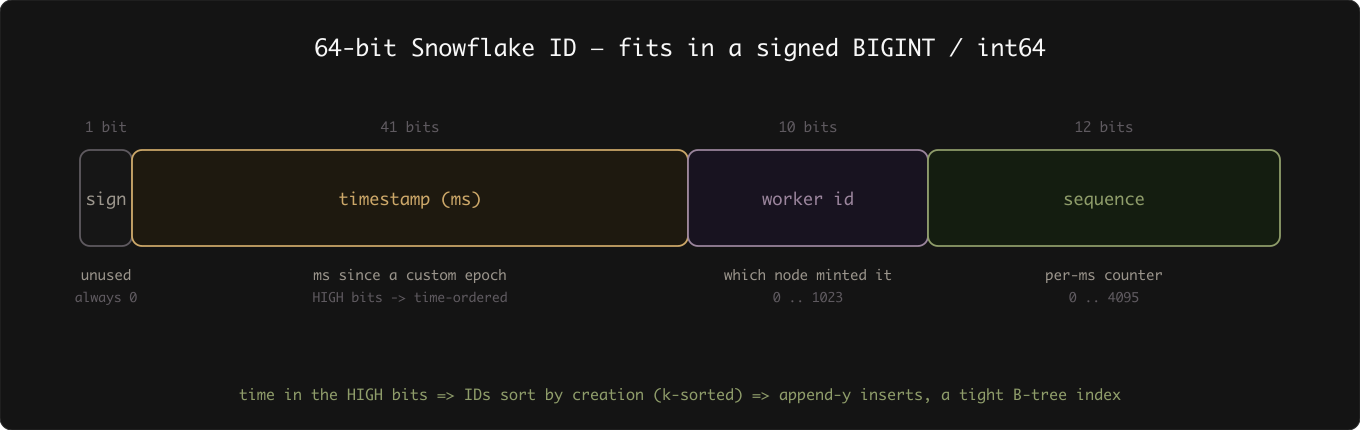 64-bit Snowflake ID — fits in a signed BIGINT / int64
1 bit 41 bits 10 bits 12 bits
sign timestamp (ms) worker id sequence
unused ms since a custom epoch which node minted it per-ms counter
always 0 HIGH bits -> time-ordered 0 .. 1023 0 .. 4095
time in the HIGH bits => IDs sort by creation (k-sorted) => append-y inserts, a tight B-tree index